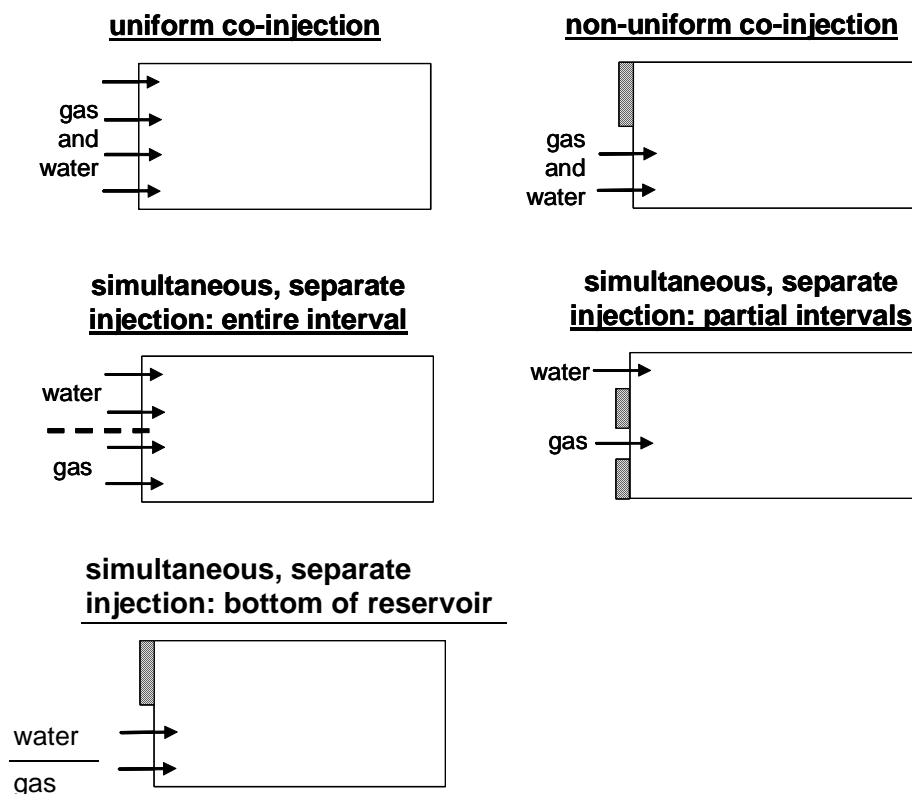 uniform co-injection
gas
and
water
non-uniform co-injection
gas
and
water
simultaneous, separate
injection: entire interval
water
gas
simultaneous, separate
injection: partial intervals
water
gas
simultaneous, separate
injection: bottom of reservoir
water
gas